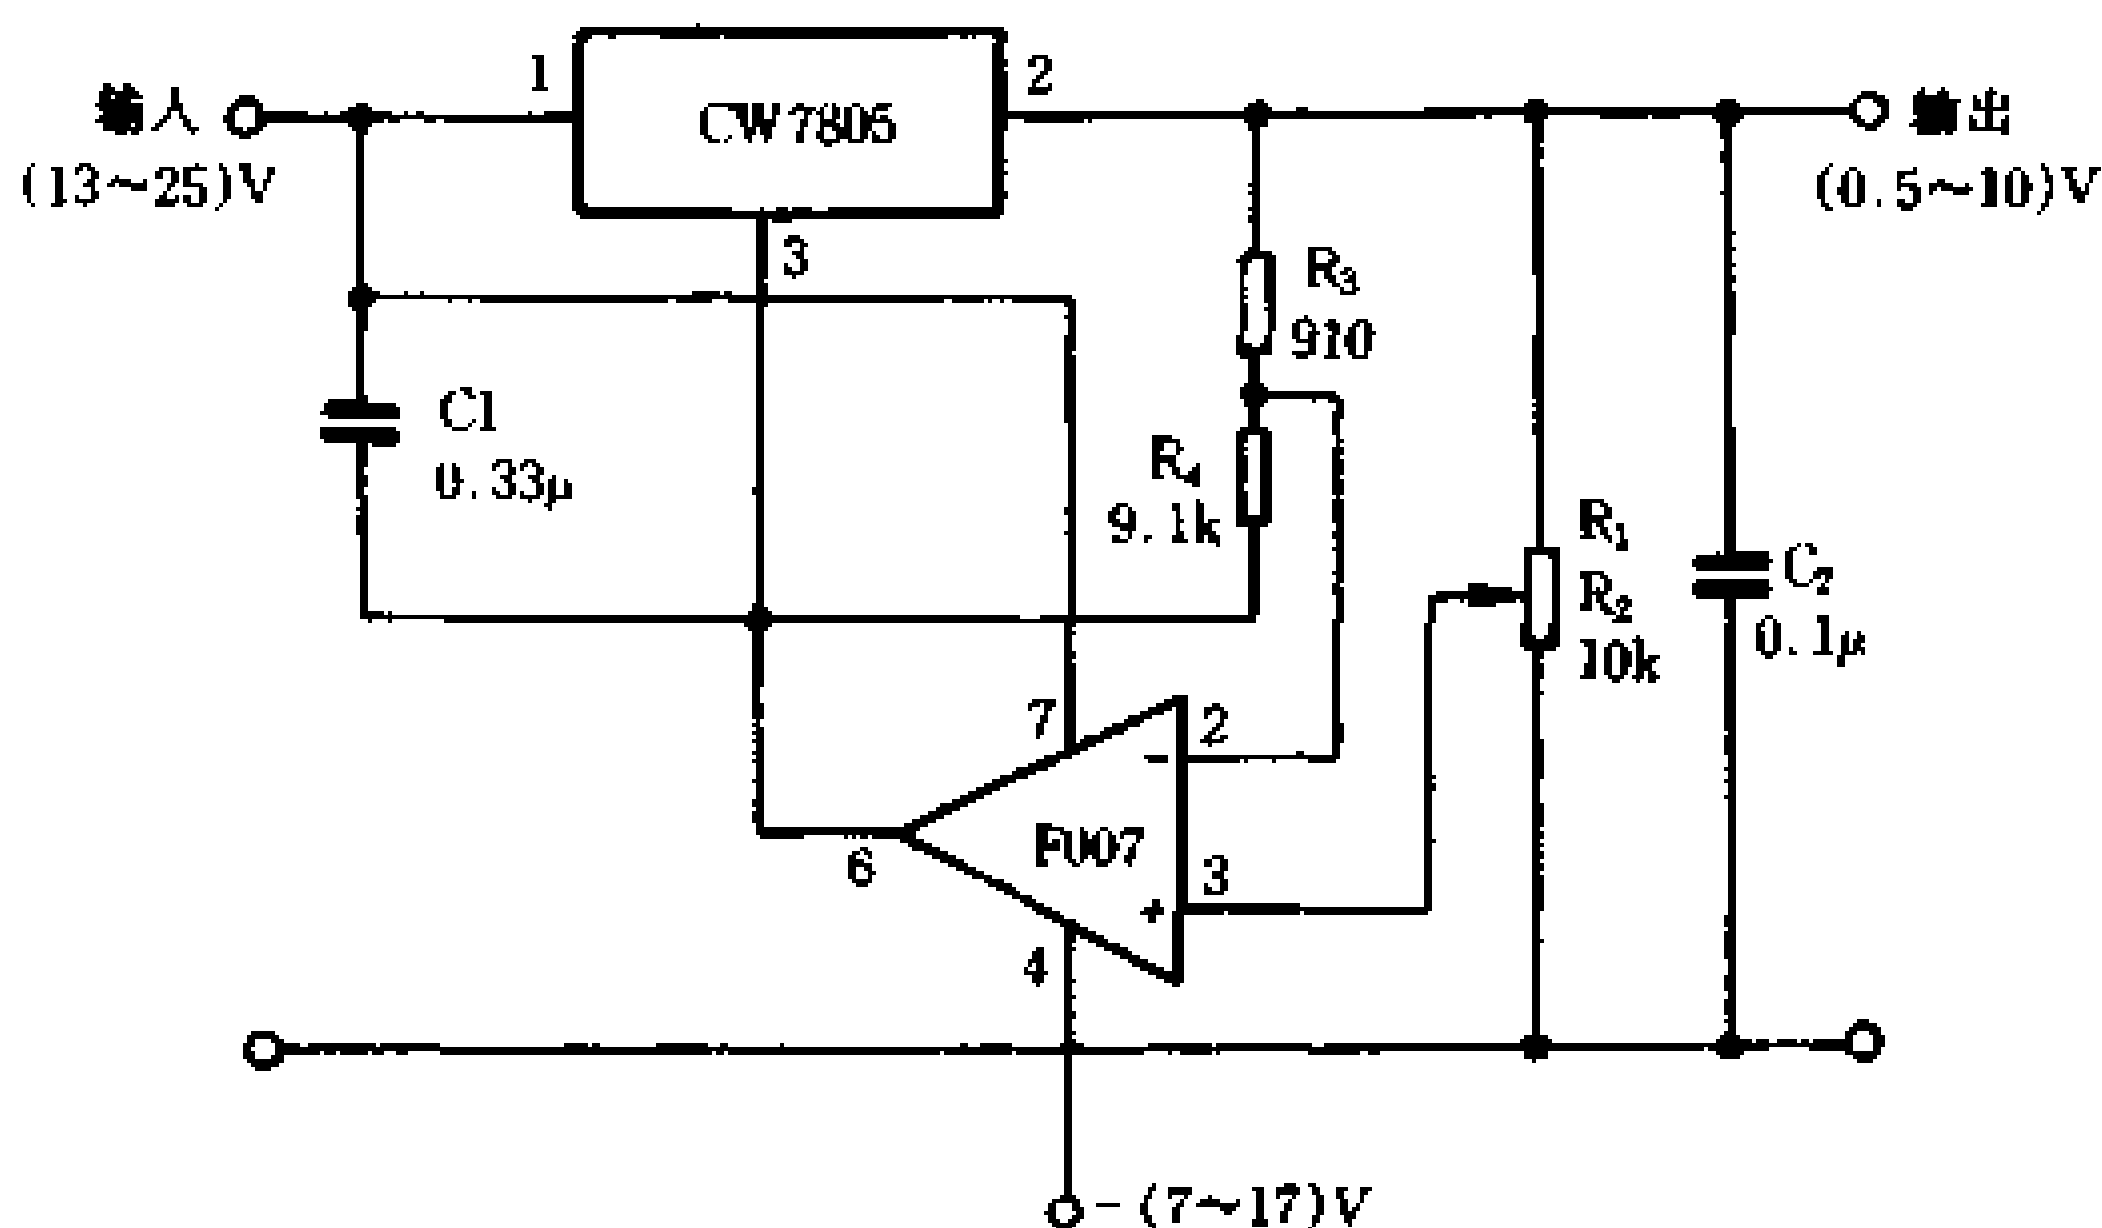 1
CW7805
2
输入
(13~25)V
输出
(0.5~10)V
3
R₃
910
C1
0.33μ
R₄
9.1k
R₁
R₂
10k
C₂
0.1μ
7
2
-
F007
6
3
+
4
-(7~17)V